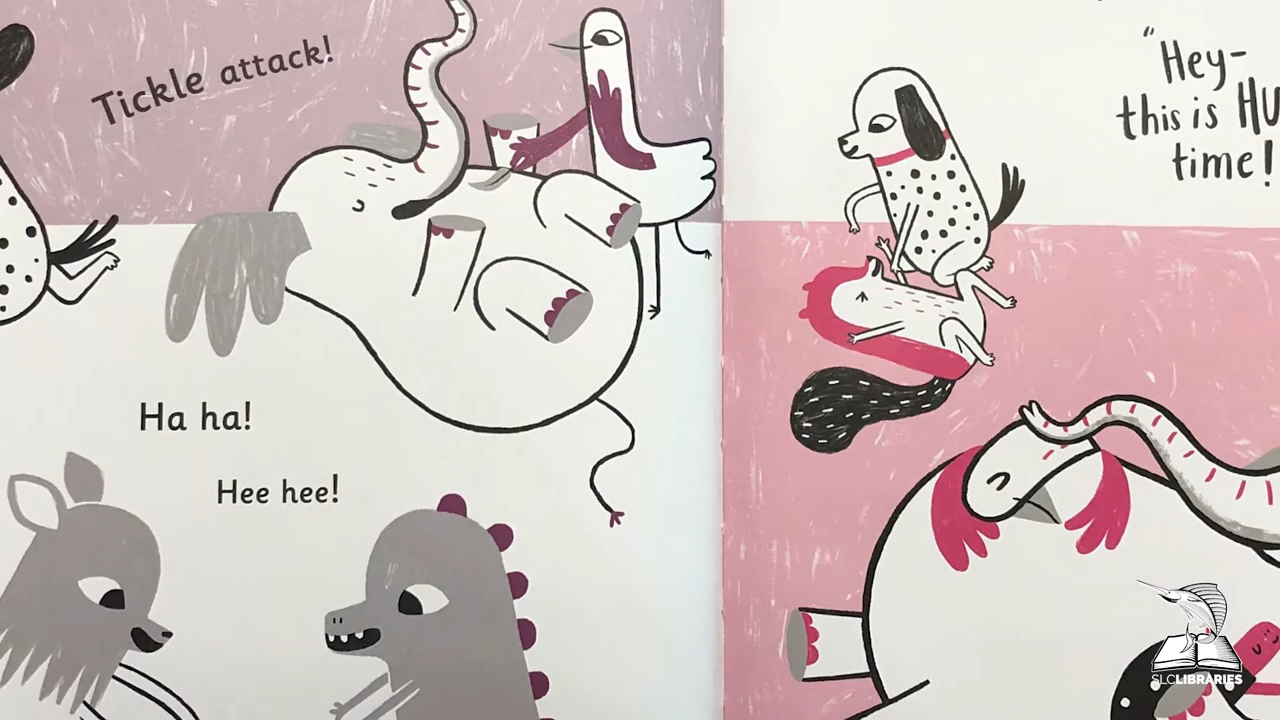 Tickle attack!
Ha ha!
Hee hee!
"Hey-
this is
time!
SLCLIBRARIES